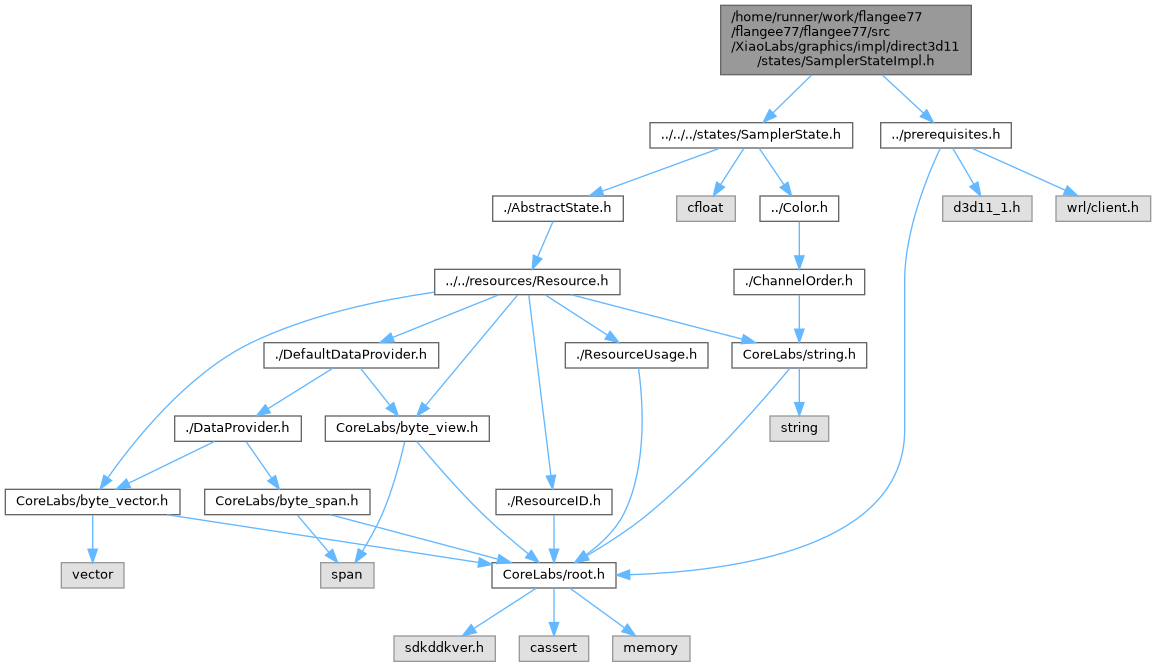 /home/runner/work/flangee77
/flangee77/flangee77/src
/XiaoLabs/graphics/impl/direct3d11
/states/SamplerStateImpl.h
../../../states/SamplerState.h
../prerequisites.h
./AbstractState.h
cfloat
../Color.h
d3d11_1.h
wrl/client.h
../../resources/Resource.h
./ChannelOrder.h
./DefaultDataProvider.h
./ResourceUsage.h
CoreLabs/string.h
./DataProvider.h
CoreLabs/byte_view.h
string
CoreLabs/byte_vector.h
CoreLabs/byte_span.h
./ResourceID.h
vector
span
CoreLabs/root.h
sdkddkver.h
cassert
memory